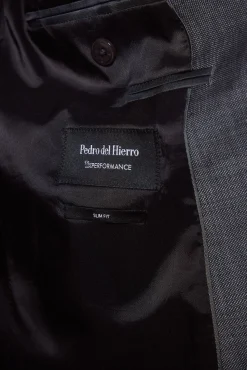 Pedro del Hierro
PERFORMANCE
SLIM FIT